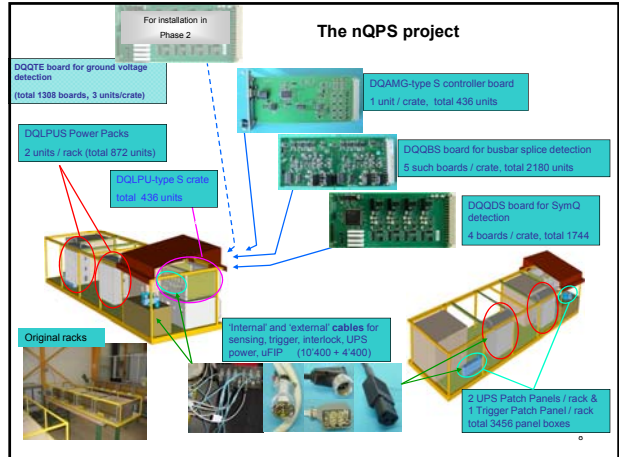 For installation in
Phase 2
The nQPS project
DQQTE board for ground voltage
detection
(total 1308 boards, 3 units/crate)
DQAMG-type S controller board
1 unit / crate, total 436 units
DQLPUS Power Packs
2 units / rack (total 872 units)
DQQBS board for busbar splice detection
5 such boards / crate, total 2180 units
DQLPU-type S crate
total 436 units
DQQDS board for SymQ
detection
4 boards / crate, total 1744
Original racks
'Internal' and 'external' cables for
sensing, trigger, interlock, UPS
power, uFIP (10'400 + 4'400)
2 UPS Patch Panels / rack &
1 Trigger Patch Panel / rack
total 3456 panel boxes